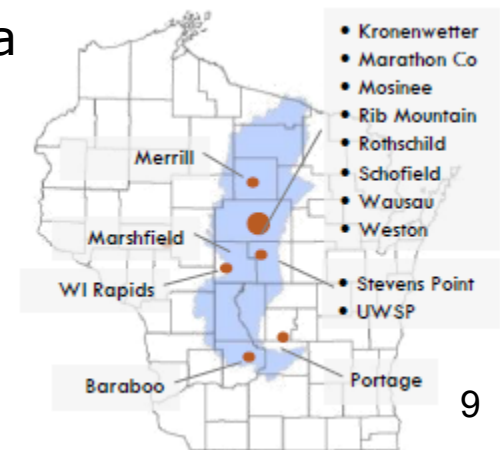 a
• Kronenwetter
• Marathon Co
• Mosinee
• Rib Mountain
• Rothschild
• Schofield
• Wausau
• Weston
Merrill
Marshfield
WI Rapids
• Stevens Point
• UWSP
Baraboo
Portage
9